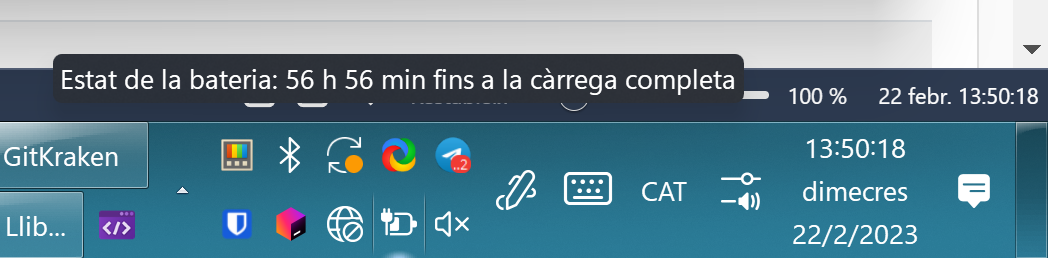 Estat de la bateria: 56 h 56 min fins a la càrrega completa
100 % 22 febr. 13:50:18
GitKraken
..2
13:50:18
CAT
dimecres
Llib...
22/2/2023